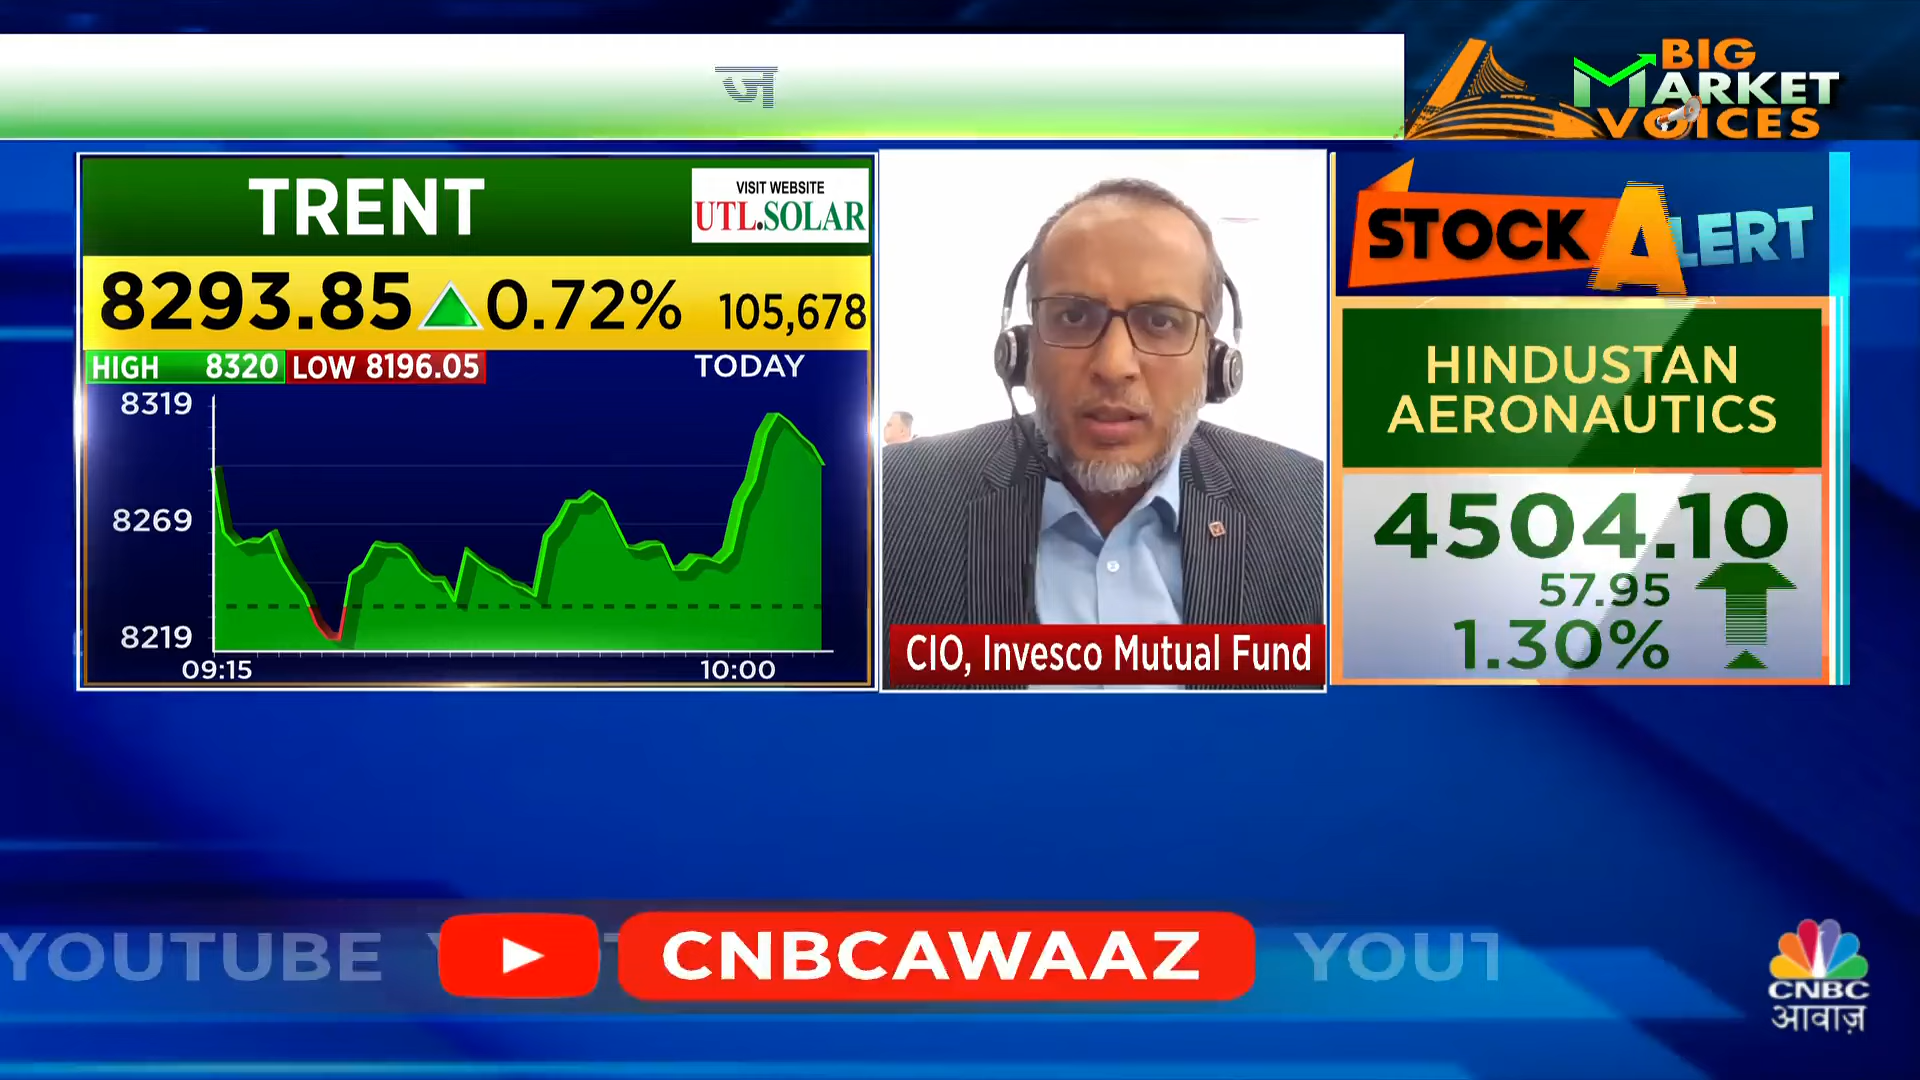 ज
BIG
MARKET
VOICES
TRENT
VISIT WEBSITE
UTL.SOLAR
8293.85 0.72% 105,678
HIGH 8320 LOW 8196.05 TODAY
8319
8269
8219
09:15 10:00
CIO, Invesco Mutual Fund
STOCK ALERT
HINDUSTAN
AERONAUTICS
4504.10
57.95
1.30%
YOUTUBE CNBCAWAAZ YOUT
CNBC
आवाज़